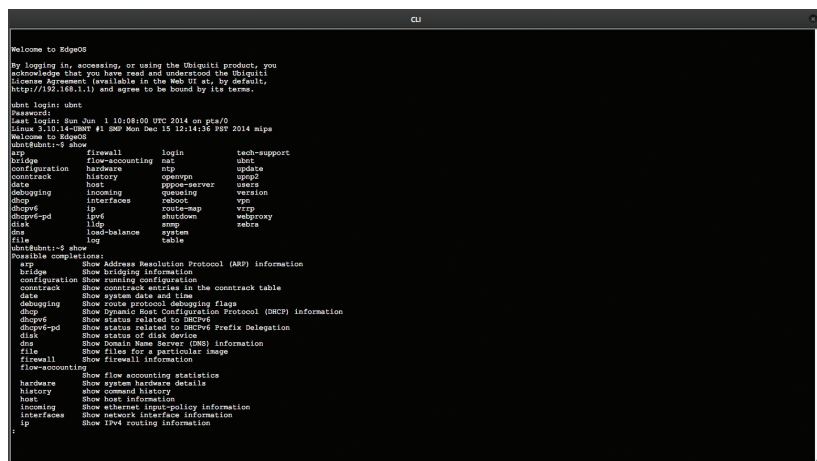 CLI
Welcome to EdgeOS
By logging in, accessing, or using the Ubiquiti product, you
acknowledge that you have read and understood the Ubiquiti
License Agreement (available in the Web UI at, by default,
http://192.168.1.1) and agree to be bound by its terms.
ubnt login: ubnt
Password:
Last login: Sun Jun  1 10:08:00 UTC 2014 on pts/0
Linux 3.10.14-UBNT #1 SMP Mon Dec 15 12:14:36 PST 2014 mips
Welcome to EdgeOS
ubnt@ubnt:~$ show
arp firewall login tech-support
bridge flow-accounting nat ubnt
configuration hardware ntp update
conntrack history openvpn upnp2
date host pppoe-server users
debugging incoming queueing version
dhcp interfaces reboot vpn
dhcpv6 ip route-map vrrp
dhcpv6-pd ipv6 shutdown webproxy
disk lldp snmp zebra
dns load-balance system
file log table
ubnt@ubnt:~$ show
Possible completions:
arp Show Address Resolution Protocol (ARP) information
bridge Show bridging information
configuration Show running configuration
conntrack Show conntrack entries in the conntrack table
date Show system date and time
debugging Show route protocol debugging flags
dhcp Show Dynamic Host Configuration Protocol (DHCP) information
dhcpv6 Show status related to DHCPv6
dhcpv6-pd Show status related to DHCPv6 Prefix Delegation
disk Show status of disk device
dns Show Domain Name Server (DNS) information
file Show files for a particular image
firewall Show firewall information
flow-accounting
Show flow accounting statistics
hardware Show system hardware details
history show command history
host Show host information
incoming Show ethernet input-policy information
interfaces Show network interface information
ip Show IPv4 routing information
: